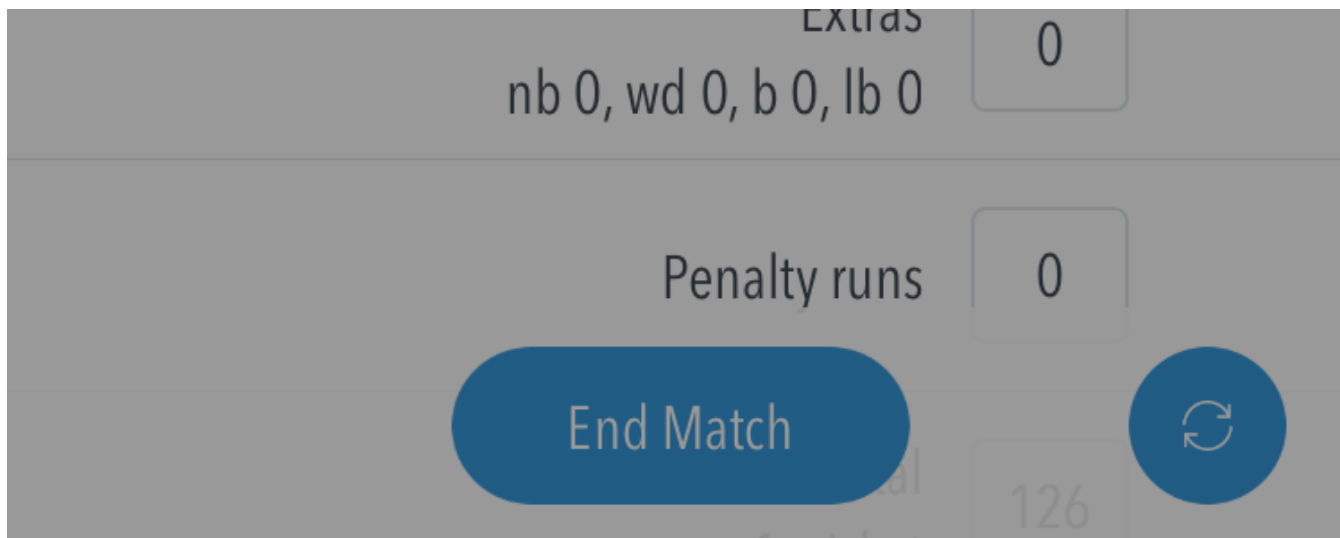 Extras
0
nb 0, wd 0, b 0, lb 0
Penalty runs
0
End Match
126